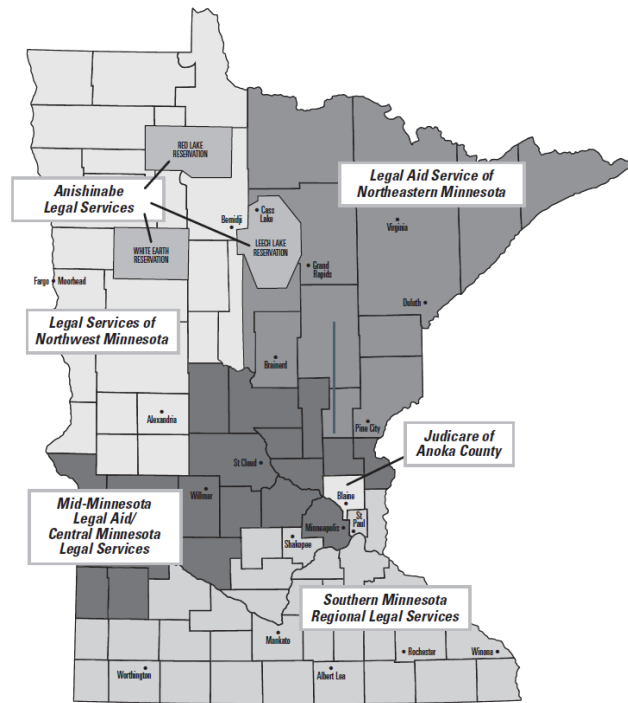 RED LAKE
RESERVATION
Legal Aid Service of
Northeastern Minnesota
Anishinabe
Legal Services
Cass
Lake
Bemidji
Virginia
LEECH LAKE
RESERVATION
WHITE EARTH
RESERVATION
Grand
Rapids
Fargo
Moorhead
Duluth
Legal Services of
Northwest Minnesota
Brainerd
Alexandria
Pine City
Judicare of
Anoka County
St Cloud
Willmar
Blaine
Mid-Minnesota
Legal Aid/
Central Minnesota
Legal Services
St
Paul
Minneapolis
Shakopee
Southern Minnesota
Regional Legal Services
Mankato
Rochester
Winona
Worthington
Albert Lea